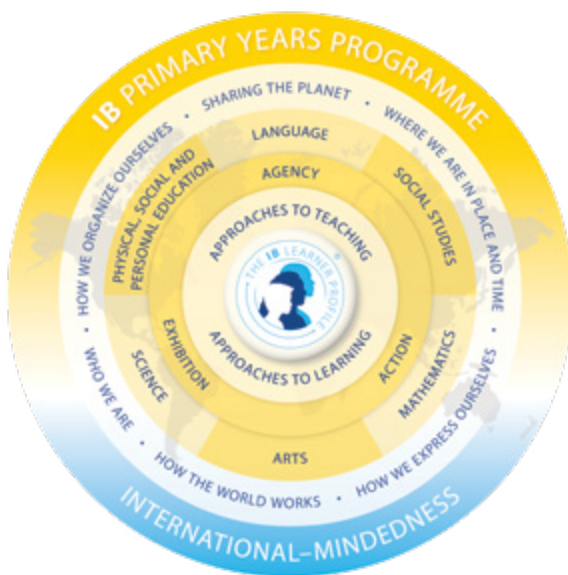 IB PRIMARY YEARS PROGRAMME
SHARING THE PLANET
•
WHERE WE ARE IN PLACE AND TIME
•
HOW WE EXPRESS OURSELVES
•
HOW THE WORLD WORKS
•
WHO WE ARE
•
HOW WE ORGANIZE OURSELVES
•
LANGUAGE
SOCIAL STUDIES
MATHEMATICS
ARTS
SCIENCE
PHYSICAL, SOCIAL AND
PERSONAL EDUCATION
AGENCY
ACTION
EXHIBITION
APPROACHES TO TEACHING
APPROACHES TO LEARNING
THE IB LEARNER PROFILE
®
INTERNATIONAL–MINDEDNESS